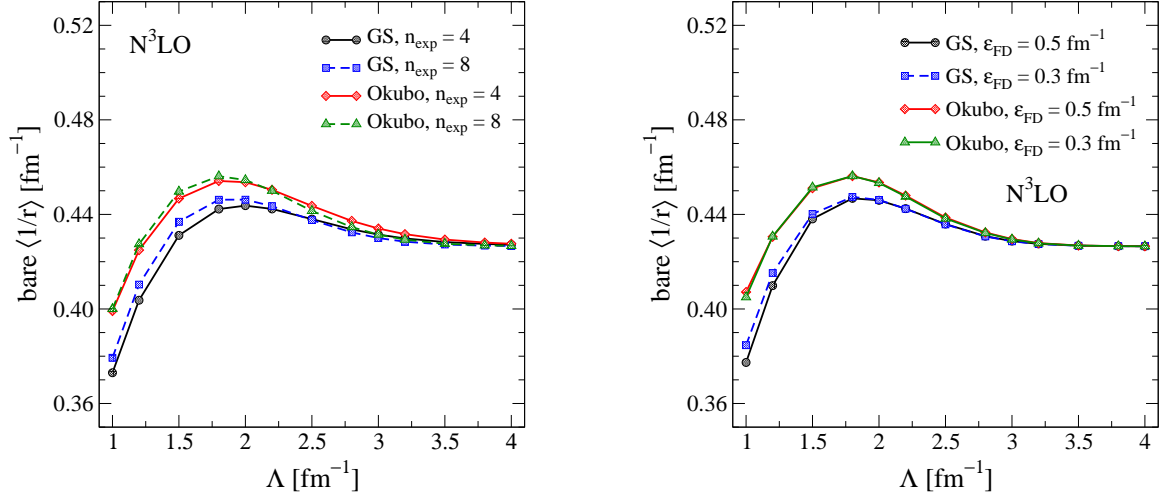 N³LO
GS, n_exp = 4
GS, n_exp = 8
Okubo, n_exp = 4
Okubo, n_exp = 8
0.52
0.48
0.44
0.40
0.36
bare ⟨1/r⟩ [fm⁻¹]
1 1.5 2 2.5 3 3.5 4
Λ [fm⁻¹]
GS, ε_FD = 0.5 fm⁻¹
GS, ε_FD = 0.3 fm⁻¹
Okubo, ε_FD = 0.5 fm⁻¹
Okubo, ε_FD = 0.3 fm⁻¹
N³LO
0.52
0.48
0.44
0.40
0.36
bare ⟨1/r⟩ [fm⁻¹]
1 1.5 2 2.5 3 3.5 4
Λ [fm⁻¹]